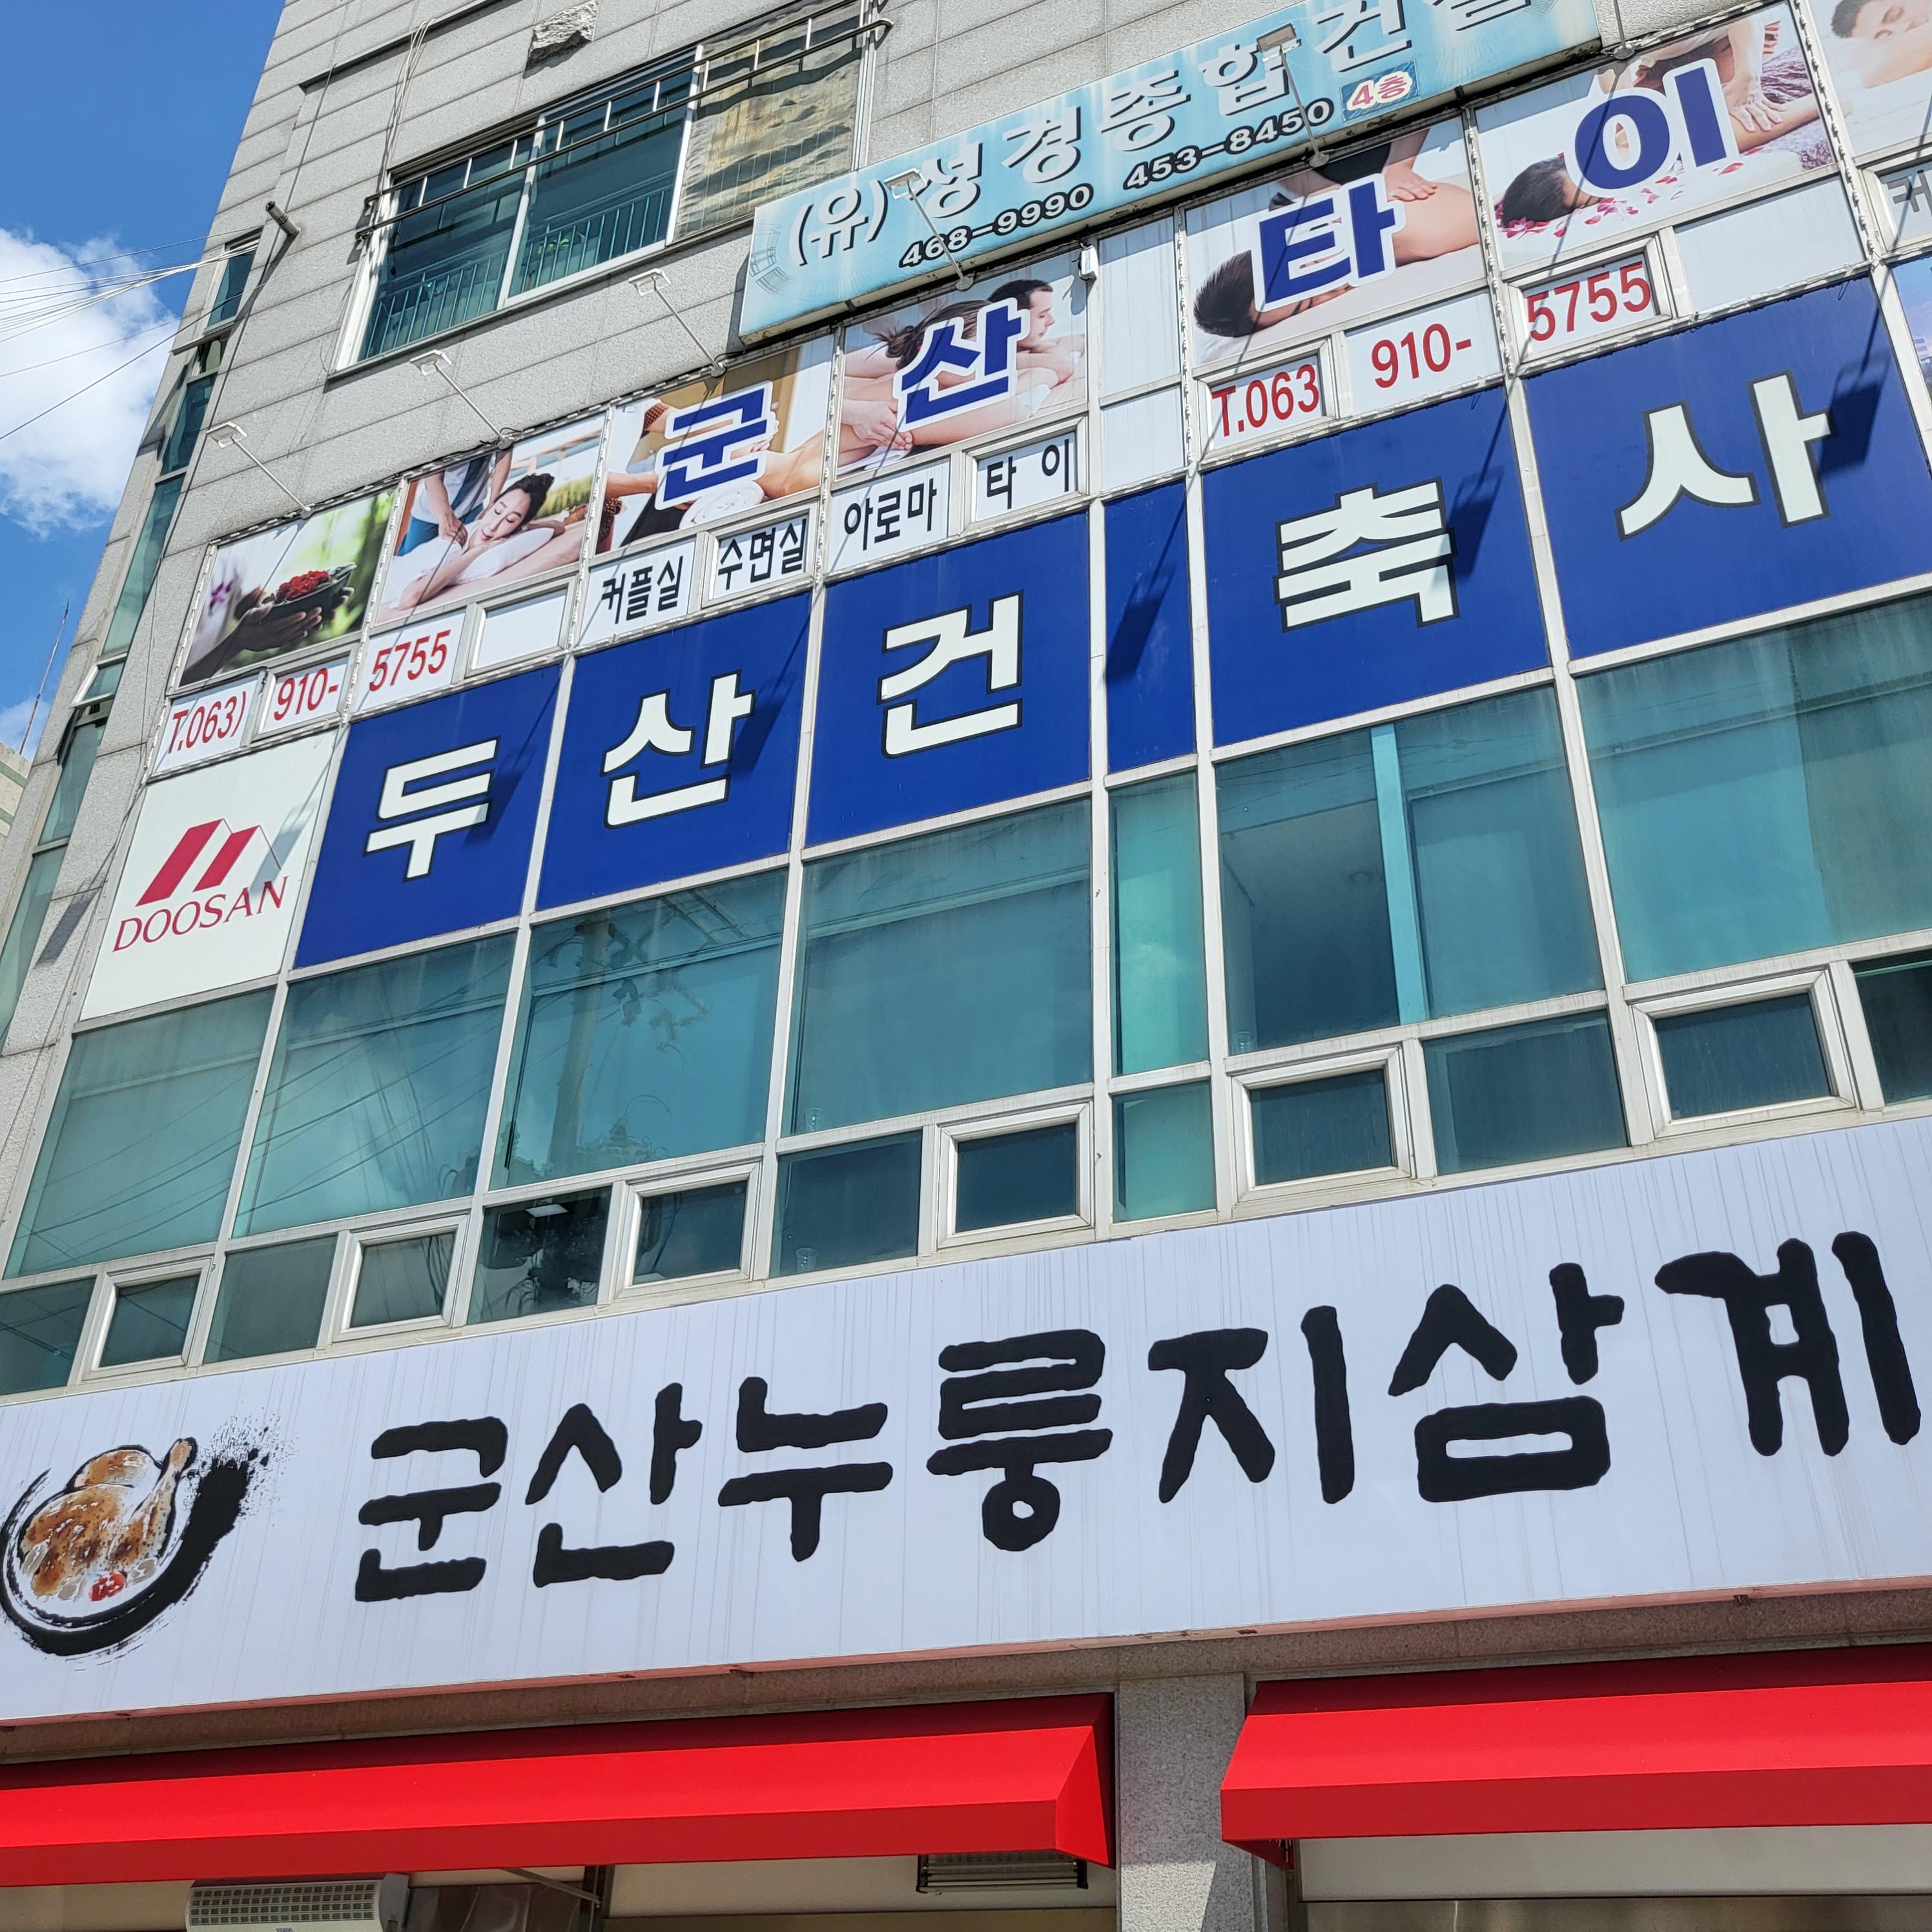 (유)성경종합건설
468-9990 453-8450 4층
군산 타이
커플실 수면실 아로마 타이
T.063) 910-5755
T.063 910-5755
DOOSAN
두산건축사
군산누룽지삼계